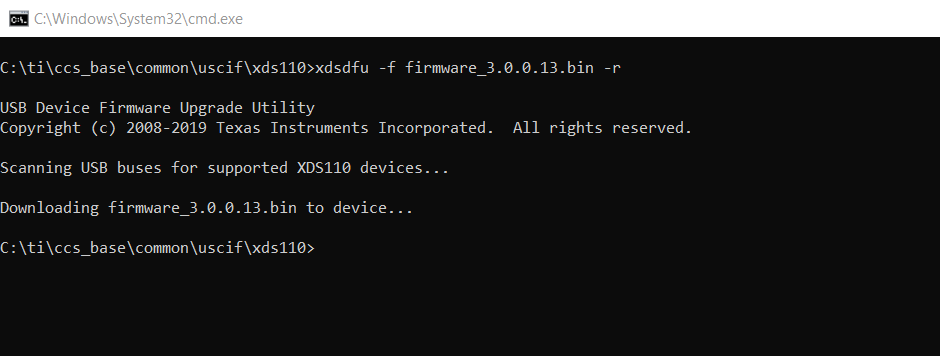 C:\Windows\System32\cmd.exe
C:\ti\ccs_base\common\uscif\xds110>xdsdfu -f firmware_3.0.0.13.bin -r
USB Device Firmware Upgrade Utility
Copyright (c) 2008-2019 Texas Instruments Incorporated.  All rights reserved.
Scanning USB buses for supported XDS110 devices...
Downloading firmware_3.0.0.13.bin to device...
C:\ti\ccs_base\common\uscif\xds110>